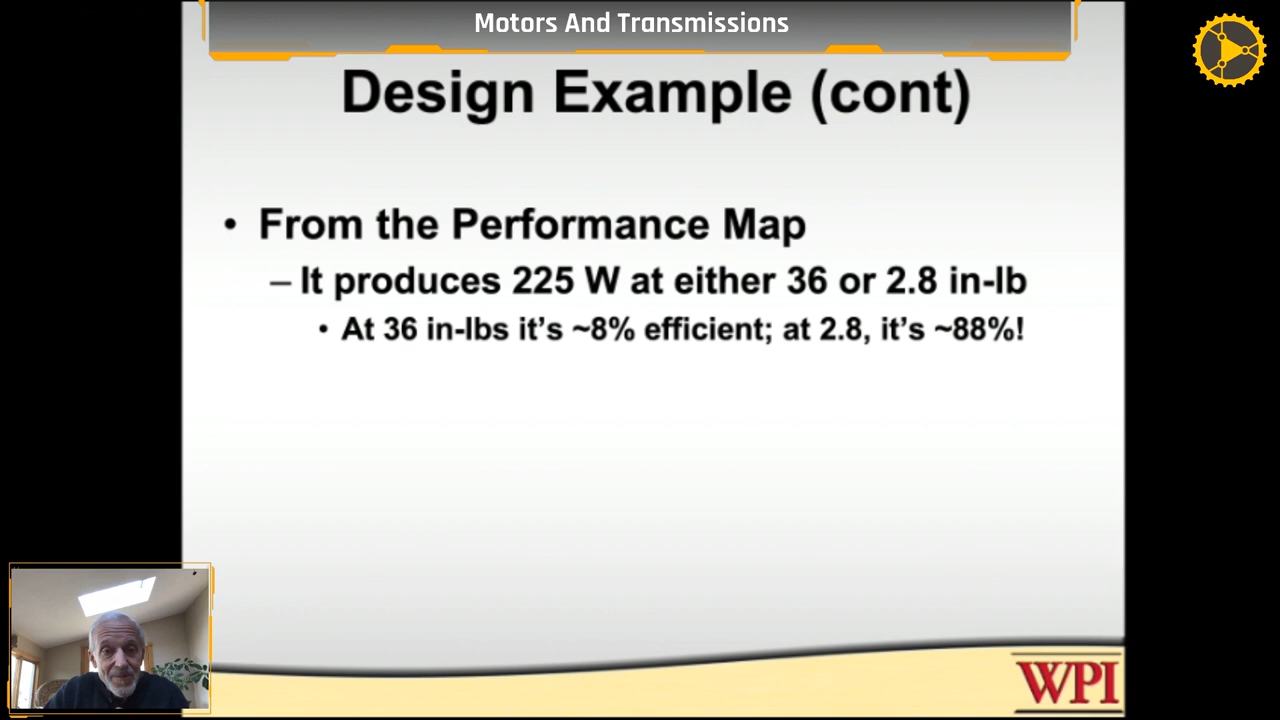 Motors And Transmissions
Design Example (cont)
• From the Performance Map
– It produces 225 W at either 36 or 2.8 in-lb
• At 36 in-lbs it's ~8% efficient; at 2.8, it's ~88%!
WPI